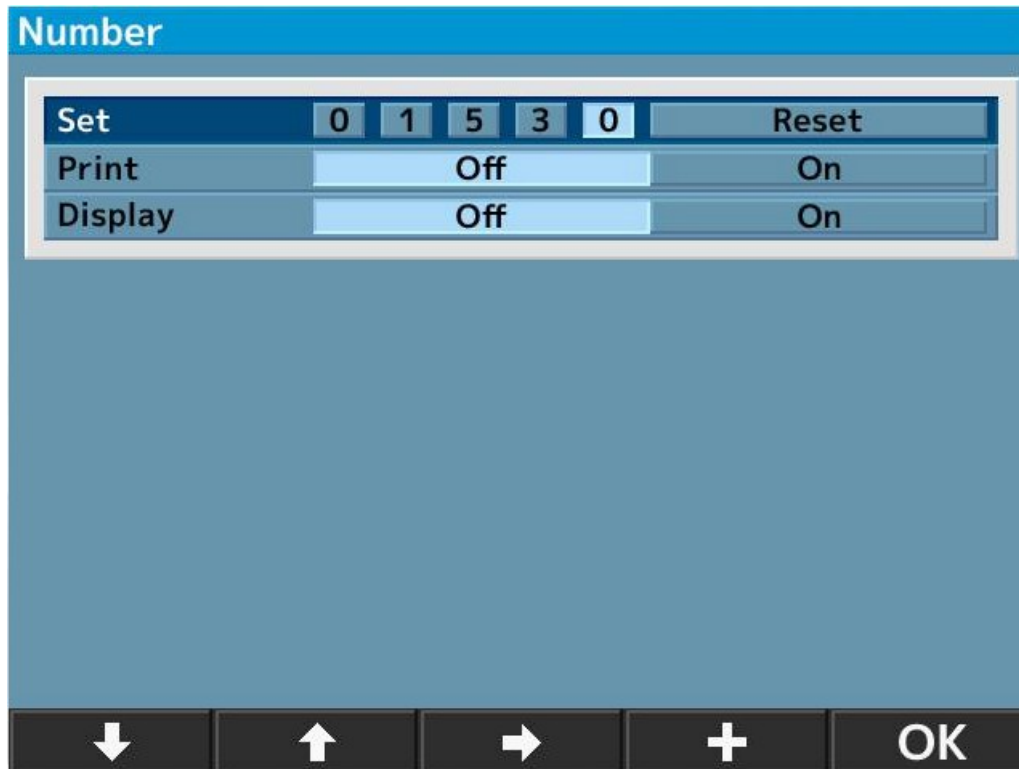 Number
Set 0 1 5 3 0 Reset
Print Off On
Display Off On
OK